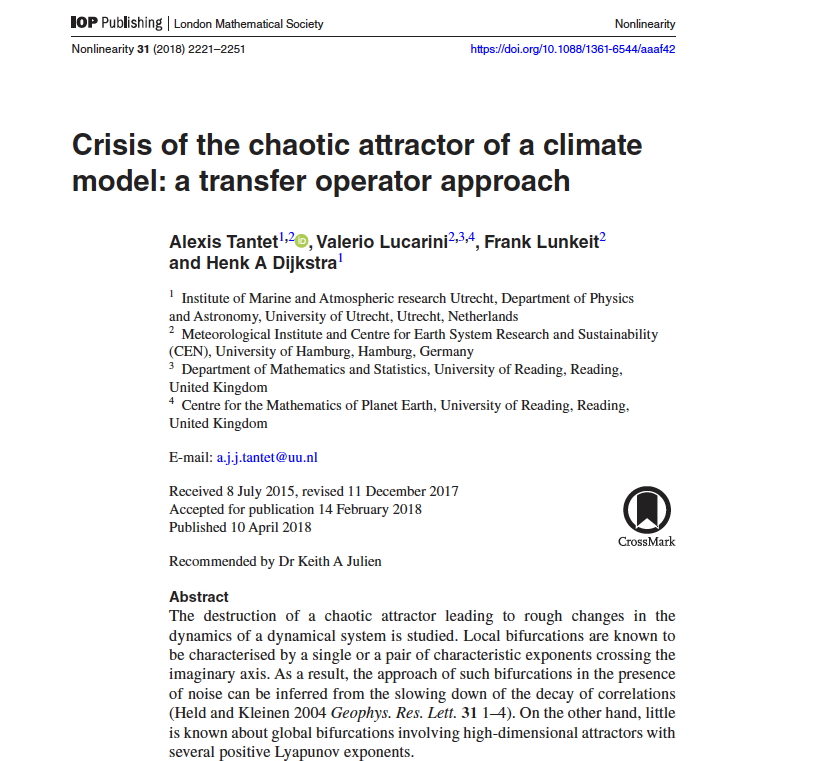 IOP Publishing | London Mathematical Society Nonlinearity
Nonlinearity 31 (2018) 2221–2251 https://doi.org/10.1088/1361-6544/aaaf42
Crisis of the chaotic attractor of a climate
model: a transfer operator approach
Alexis Tantet1,2 iD, Valerio Lucarini2,3,4, Frank Lunkeit2
and Henk A Dijkstra1
1 Institute of Marine and Atmospheric research Utrecht, Department of Physics
and Astronomy, University of Utrecht, Utrecht, Netherlands
2 Meteorological Institute and Centre for Earth System Research and Sustainability
(CEN), University of Hamburg, Hamburg, Germany
3 Department of Mathematics and Statistics, University of Reading, Reading,
United Kingdom
4 Centre for the Mathematics of Planet Earth, University of Reading, Reading,
United Kingdom
E-mail: a.j.j.tantet@uu.nl
Received 8 July 2015, revised 11 December 2017
Accepted for publication 14 February 2018
Published 10 April 2018
CrossMark
Recommended by Dr Keith A Julien
Abstract
The destruction of a chaotic attractor leading to rough changes in the
dynamics of a dynamical system is studied. Local bifurcations are known to
be characterised by a single or a pair of characteristic exponents crossing the
imaginary axis. As a result, the approach of such bifurcations in the presence
of noise can be inferred from the slowing down of the decay of correlations
(Held and Kleinen 2004 Geophys. Res. Lett. 31 1–4). On the other hand, little
is known about global bifurcations involving high-dimensional attractors with
several positive Lyapunov exponents.